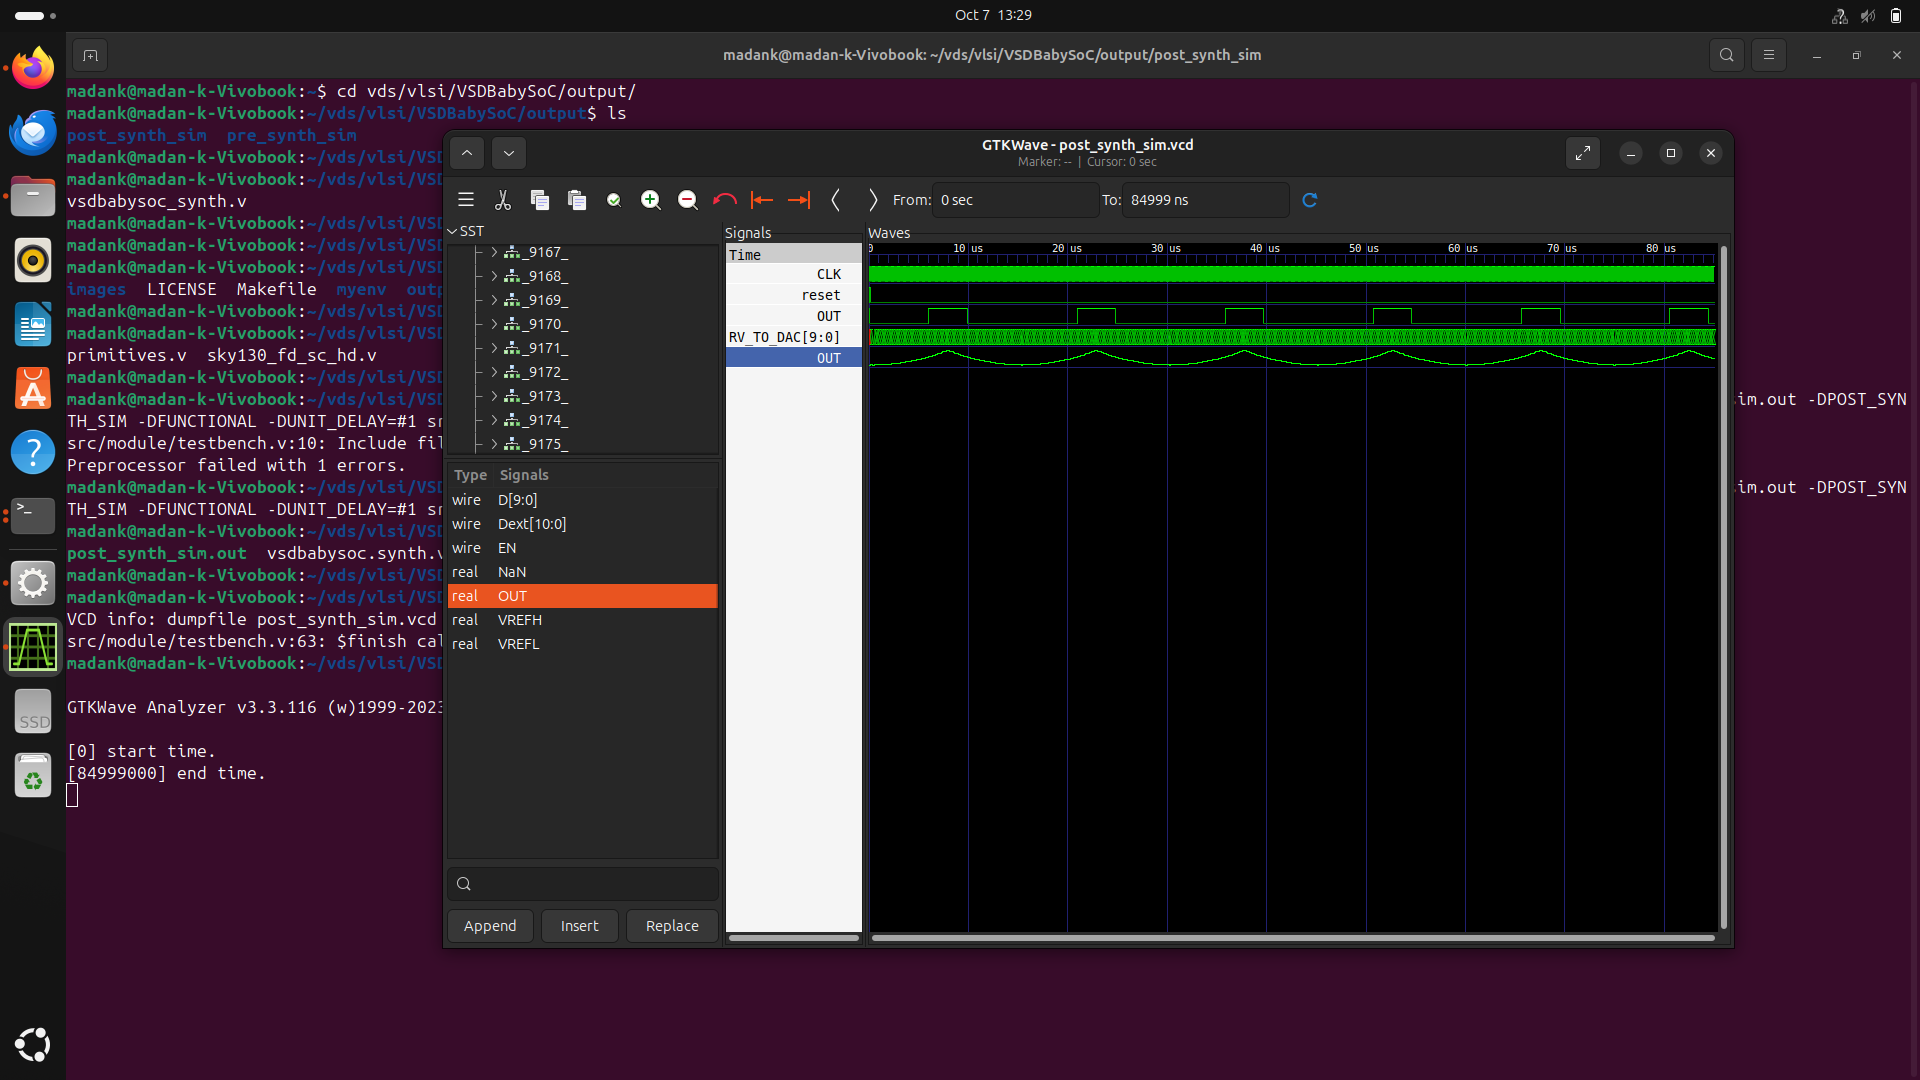 Oct 7 13:29
madank@madan-k-Vivobook: ~/vds/vlsi/VSDBabySoC/output/post_synth_sim
madank@madan-k-Vivobook:~$ cd vds/vlsi/VSDBabySoC/output/
madank@madan-k-Vivobook:~/vds/vlsi/VSDBabySoC/output$ ls
post_synth_sim pre_synth_sim
madank@madan-k-Vivobook:~/vds/vlsi/VSD
madank@madan-k-Vivobook:~/vds/vlsi/VSD
vsdbabysoc_synth.v
madank@madan-k-Vivobook:~/vds/vlsi/VSD
madank@madan-k-Vivobook:~/vds/vlsi/VSD
madank@madan-k-Vivobook:~/vds/vlsi/VSD
images LICENSE Makefile myenv outp
madank@madan-k-Vivobook:~/vds/vlsi/VSD
madank@madan-k-Vivobook:~/vds/vlsi/VSD
primitives.v sky130_fd_sc_hd.v
madank@madan-k-Vivobook:~/vds/vlsi/VSD
madank@madan-k-Vivobook:~/vds/vlsi/VSD im.out -DPOST_SYN
TH_SIM -DFUNCTIONAL -DUNIT_DELAY=#1 sr
src/module/testbench.v:10: Include fil
Preprocessor failed with 1 errors.
madank@madan-k-Vivobook:~/vds/vlsi/VSD im.out -DPOST_SYN
TH_SIM -DFUNCTIONAL -DUNIT_DELAY=#1 sr
madank@madan-k-Vivobook:~/vds/vlsi/VSD
post_synth_sim.out vsdbabysoc.synth.v
madank@madan-k-Vivobook:~/vds/vlsi/VSD
madank@madan-k-Vivobook:~/vds/vlsi/VSD
VCD info: dumpfile post_synth_sim.vcd
src/module/testbench.v:63: $finish cal
madank@madan-k-Vivobook:~/vds/vlsi/VSD
GTKWave Analyzer v3.3.116 (w)1999-2023
[0] start time.
[84999000] end time.
SSD
GTKWave - post_synth_sim.vcd
Marker: -- | Cursor: 0 sec
From: 0 sec To: 84999 ns
SST
_9167_
_9168_
_9169_
_9170_
_9171_
_9172_
_9173_
_9174_
_9175_
Type Signals
wire D[9:0]
wire Dext[10:0]
wire EN
real NaN
real OUT
real VREFH
real VREFL
Append Insert Replace
Signals
Time
CLK
reset
OUT
RV_TO_DAC[9:0]
OUT
Waves
0 10 us 20 us 30 us 40 us 50 us 60 us 70 us 80 us